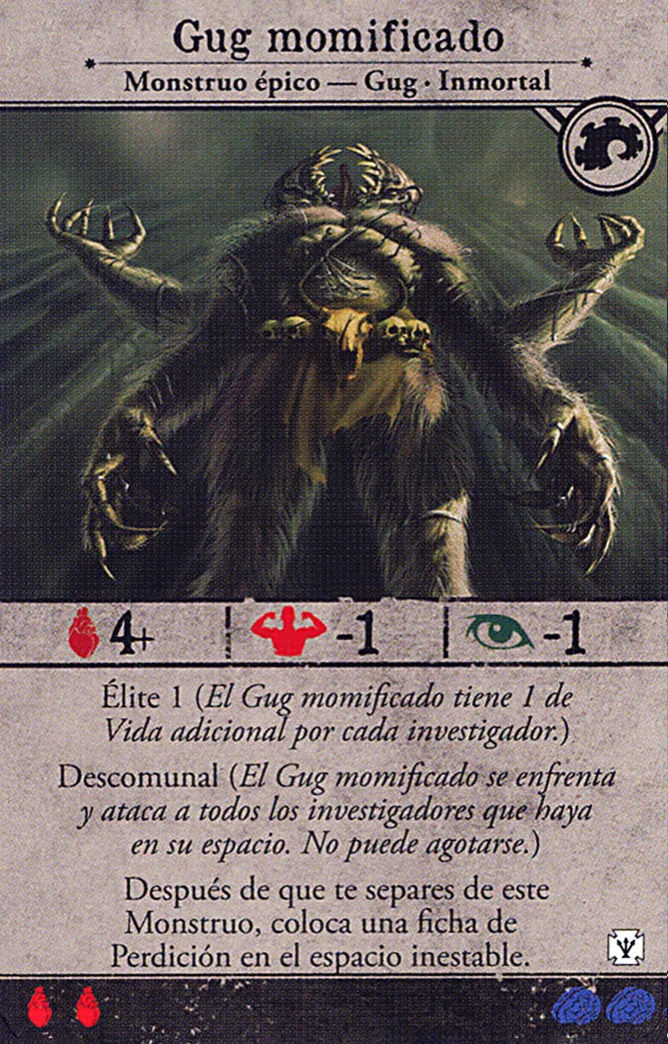 Gug momificado
Monstruo épico — Gug · Inmortal
4+ -1 -1
Élite 1 (El Gug momificado tiene 1 de
Vida adicional por cada investigador.)
Descomunal (El Gug momificado se enfrenta
y ataca a todos los investigadores que haya
en su espacio. No puede agotarse.)
Después de que te separes de este
Monstruo, coloca una ficha de
Perdición en el espacio inestable.